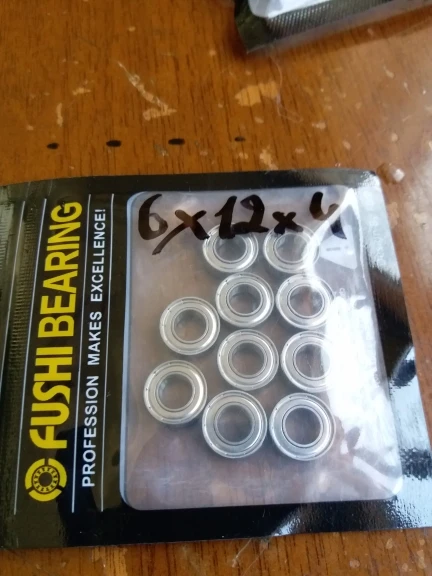 6x12x4
FUSHI BEARING
PROFESSION MAKES EXCELLENCE!